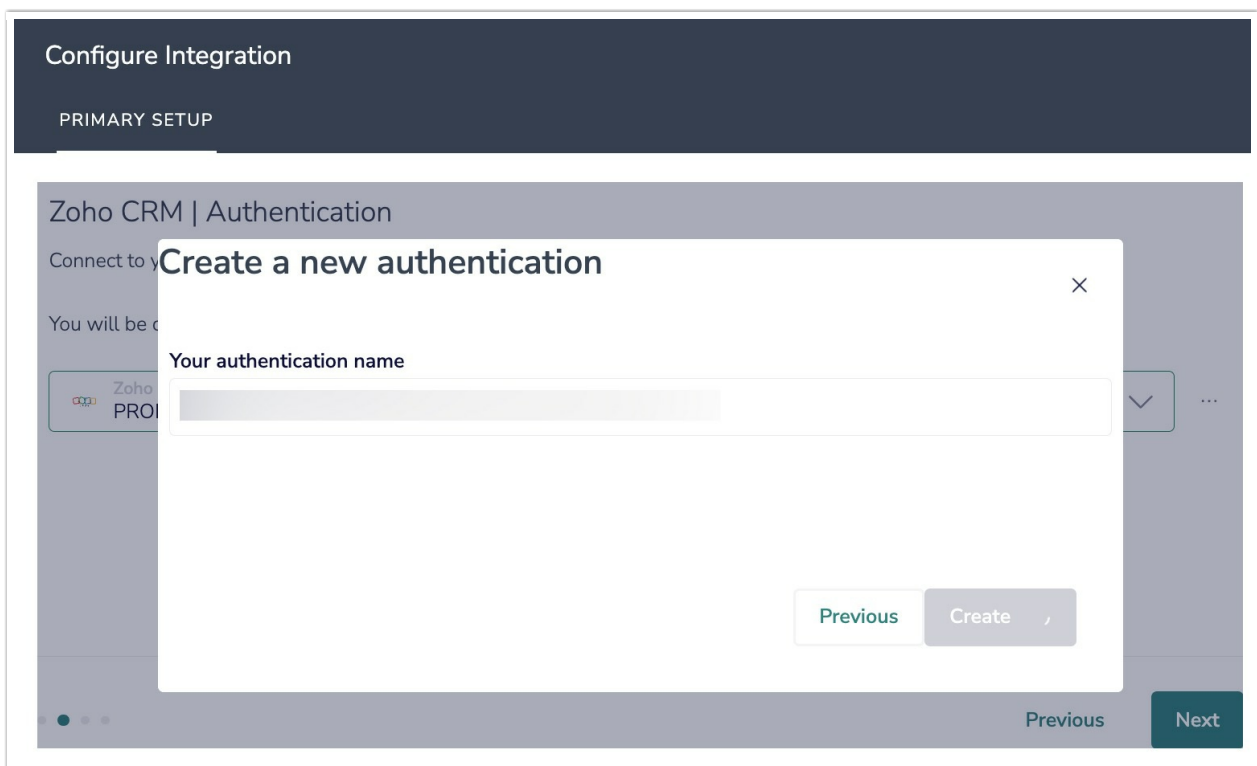 Configure Integration
PRIMARY SETUP
Zoho CRM | Authentication
Connect to y
Create a new authentication
You will be
Your authentication name
Zoho
PRO
Previous Create
Previous Next